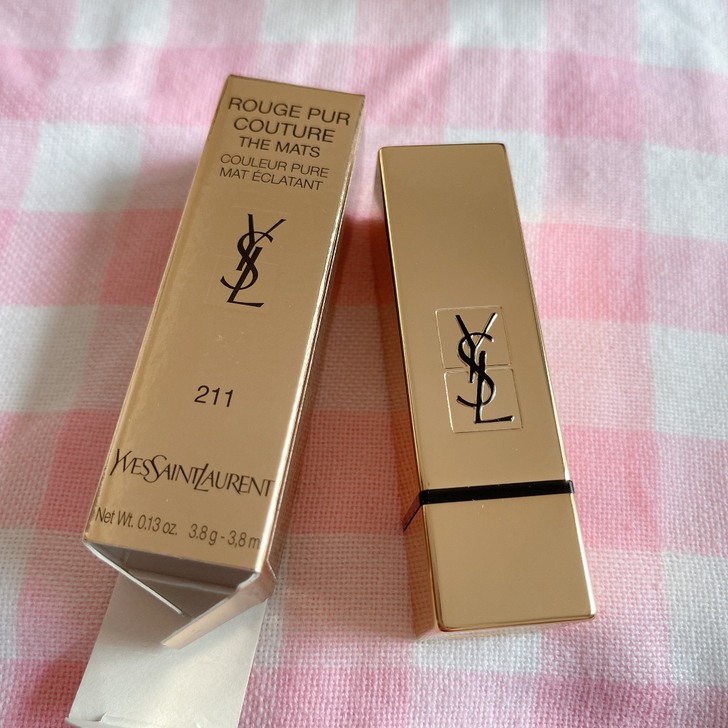 ROUGE PUR
COUTURE
THE MATS
COULEUR PURE
MAT ÉCLATANT
YSL
211
YVESSAINTLAURENT
Net Wt. 0.13 oz. 3.8 g - 3,8 m
YSL